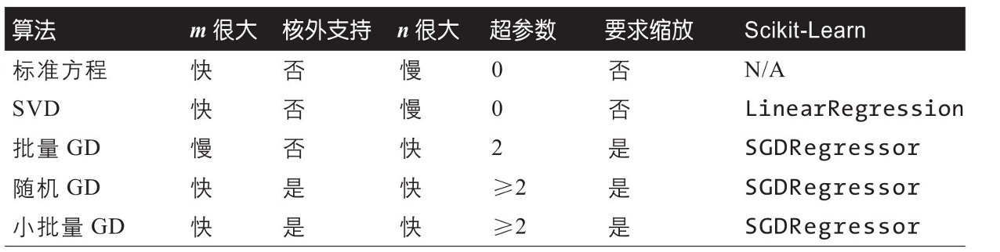 算法 m 很大 核外支持 n 很大 超参数 要求缩放 Scikit-Learn
标准方程 快 否 慢 0 否 N/A
SVD 快 否 慢 0 否 LinearRegression
批量 GD 慢 否 快 2 是 SGDRegressor
随机 GD 快 是 快 ≥2 是 SGDRegressor
小批量 GD 快 是 快 ≥2 是 SGDRegressor